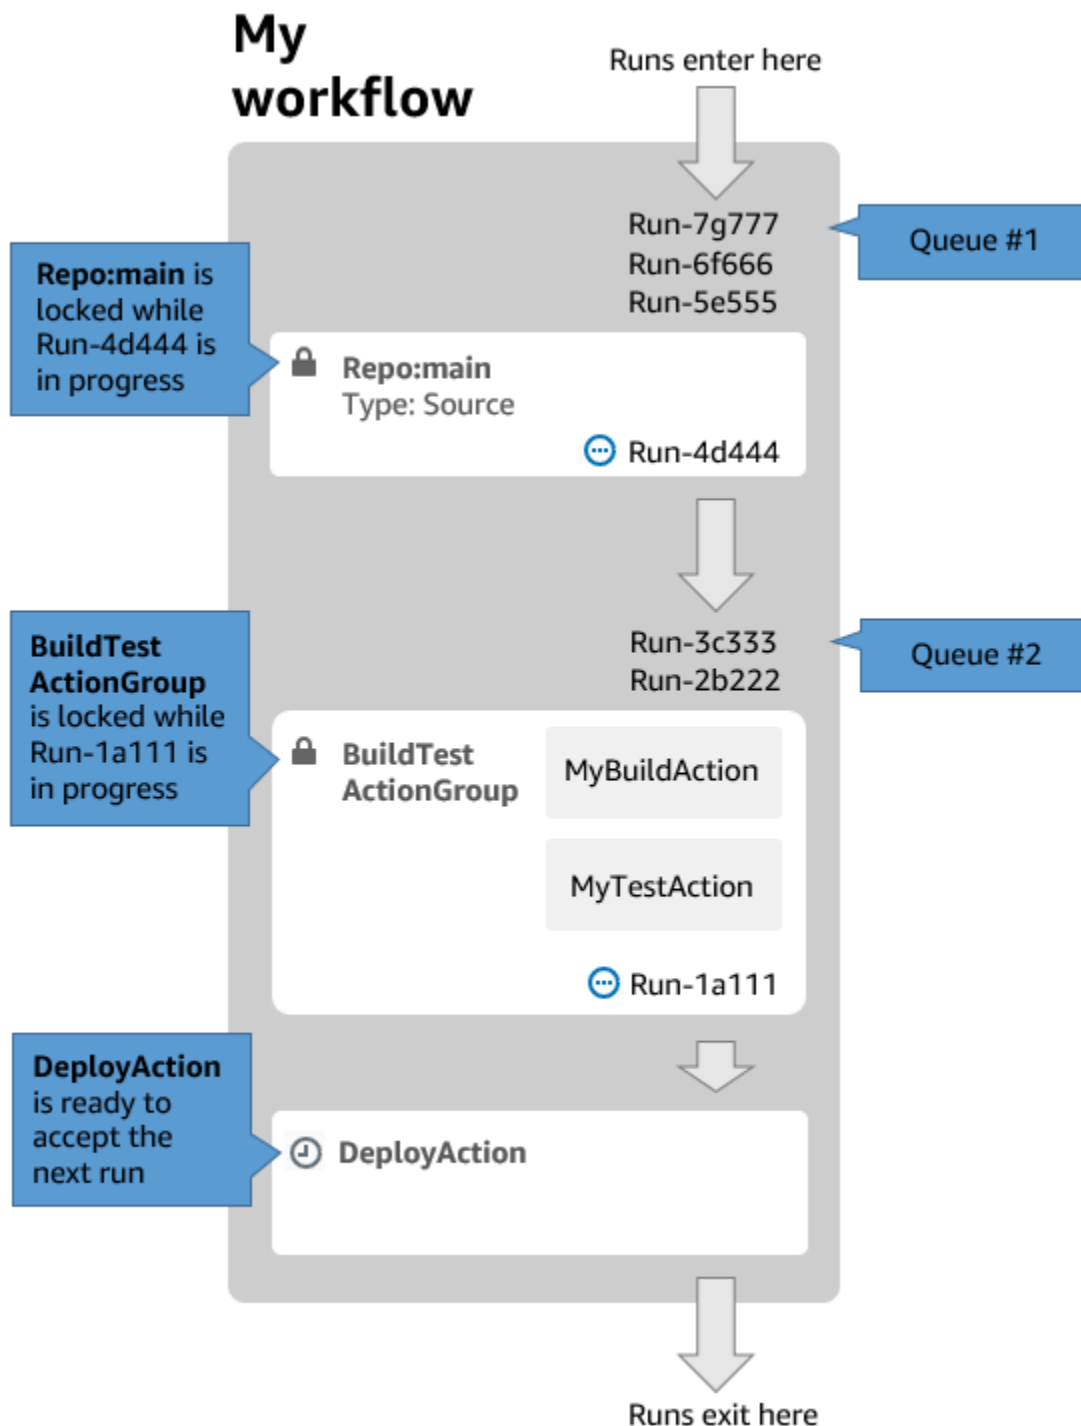 My
workflow
Runs enter here
Run-7g777
Run-6f666
Run-5e555
Queue #1
Repo:main is
locked while
Run-4d444 is
in progress
Repo:main
Type: Source
Run-4d444
Run-3c333
Run-2b222
Queue #2
BuildTest
ActionGroup
is locked while
Run-1a111 is
in progress
BuildTest
ActionGroup
MyBuildAction
MyTestAction
Run-1a111
DeployAction
is ready to
accept the
next run
DeployAction
Runs exit here